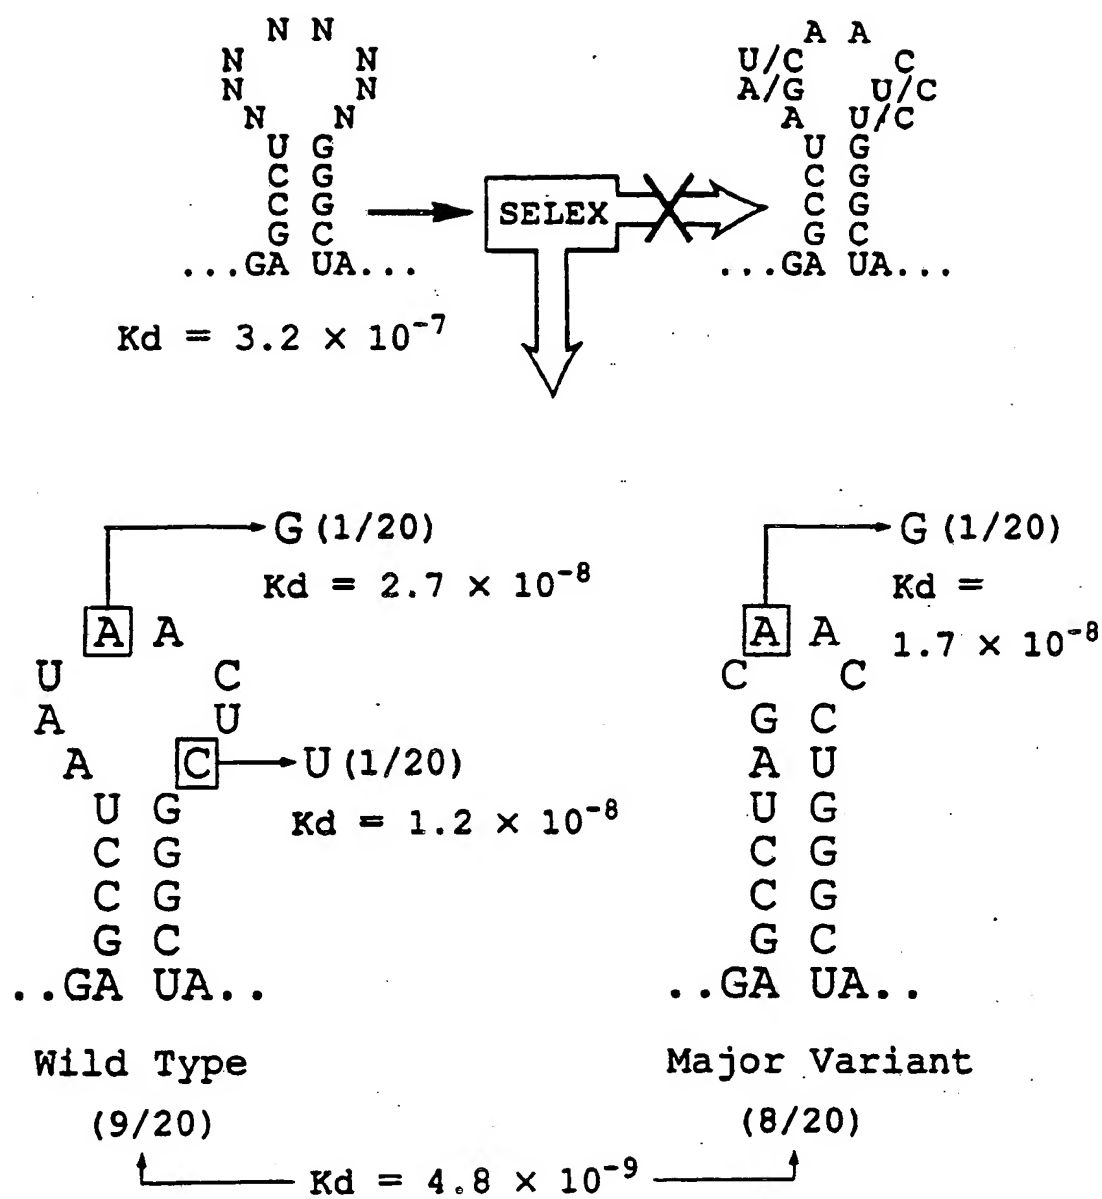 N N
N N
N N
N N
U G
C G
C G
G C
...GA UA...
Kd = 3.2 × 10⁻⁷
SELEX
A A
U/C C
A/G U/C
A U/C
U G
C G
C G
G C
...GA UA...
G (1/20)
Kd = 2.7 × 10⁻⁸
A A
U C
A U
A C
U (1/20)
Kd = 1.2 × 10⁻⁸
U G
C G
C G
G C
..GA UA..
Wild Type
(9/20)
G (1/20)
Kd =
1.7 × 10⁻⁸
A A
C C
G C
A U
U G
C G
C G
G C
..GA UA..
Major Variant
(8/20)
Kd = 4.8 × 10⁻⁹